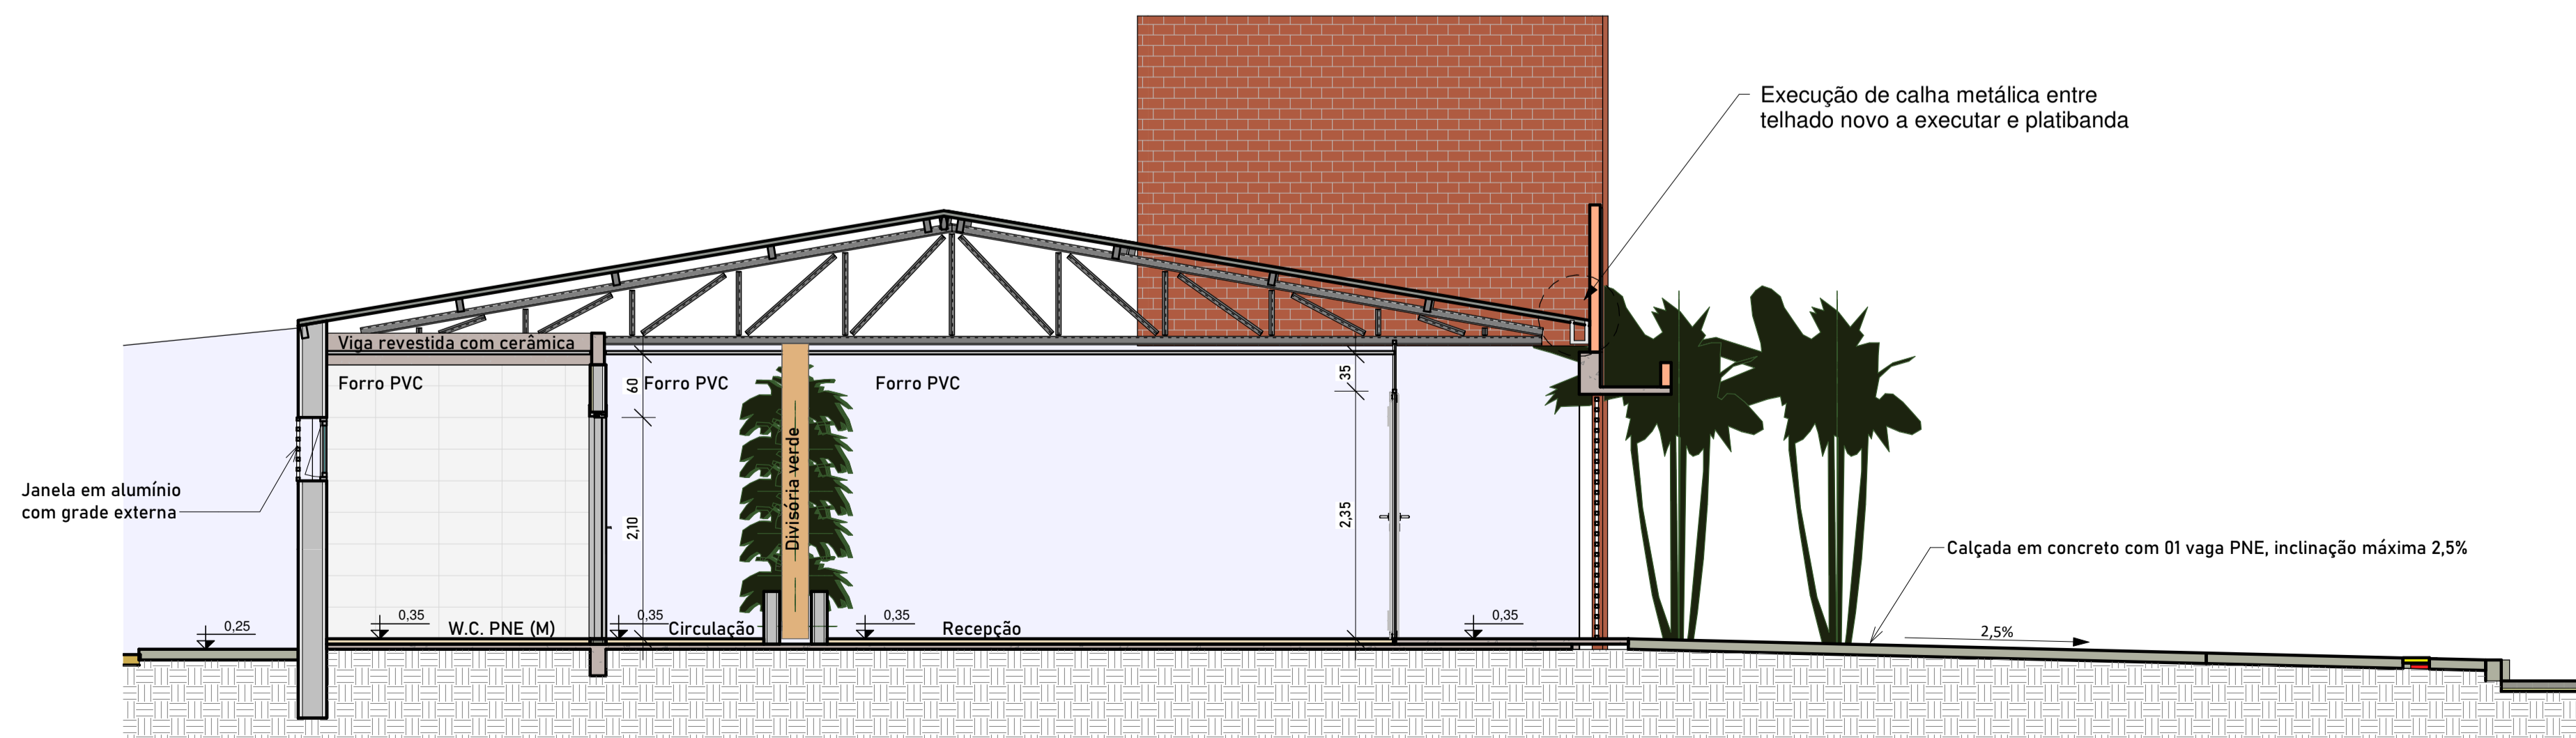 Execução de calha metálica entre
telhado novo a executar e platibanda
Viga revestida com cerâmica
Forro PVC
Forro PVC
Forro PVC
60
35
Divisória verde
Janela em alumínio
com grade externa
2,10
2,35
Calçada em concreto com 01 vaga PNE, inclinação máxima 2,5%
0,25
0,35
W.C. PNE (M)
0,35
Circulação
0,35
Recepção
0,35
2,5%